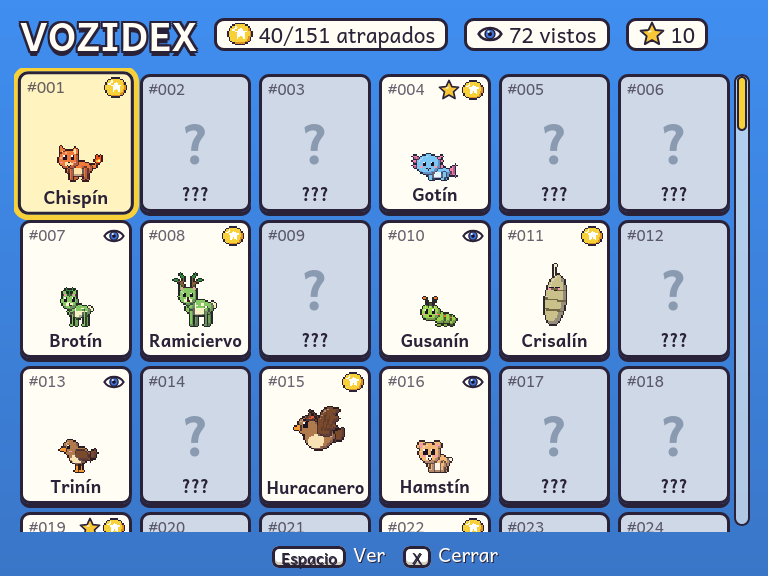 VOZIDEX 40/151 atrapados 72 vistos 10
#001 #002 #003 #004 #005 #006
? ? ? ?
Chispín ??? ??? Gotín ??? ???
#007 #008 #009 #010 #011 #012
? ?
Brotín Ramiciervo ??? Gusanín Crisalín ???
#013 #014 #015 #016 #017 #018
? ? ?
Trinín ??? Huracanero Hamstín ??? ???
#019 #020 #021 #022 #023 #024
Espacio Ver X Cerrar